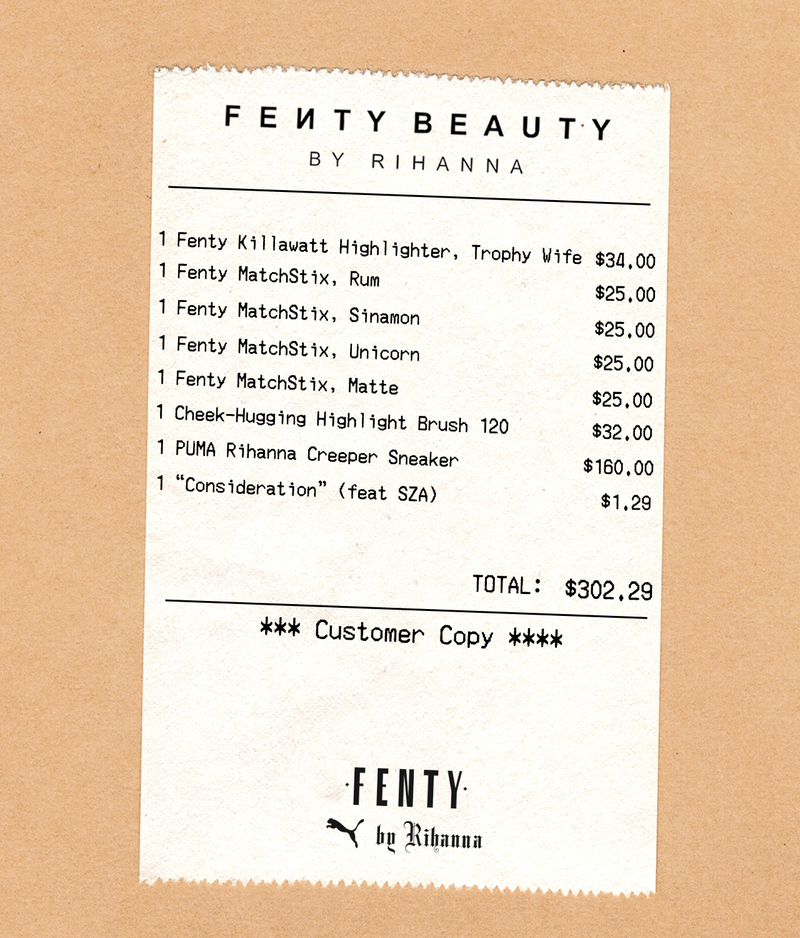 FEИTY BEAUTY
BY RIHANNA
1 Fenty Killawatt Highlighter, Trophy Wife $34.00
1 Fenty MatchStix, Rum $25.00
1 Fenty MatchStix, Sinamon $25.00
1 Fenty MatchStix, Unicorn $25.00
1 Fenty MatchStix, Matte $25.00
1 Cheek-Hugging Highlight Brush 120 $32.00
1 PUMA Rihanna Creeper Sneaker $160.00
1 “Consideration” (feat SZA) $1.29
TOTAL: $302.29
*** Customer Copy ****
·FENTY·
by Rihanna